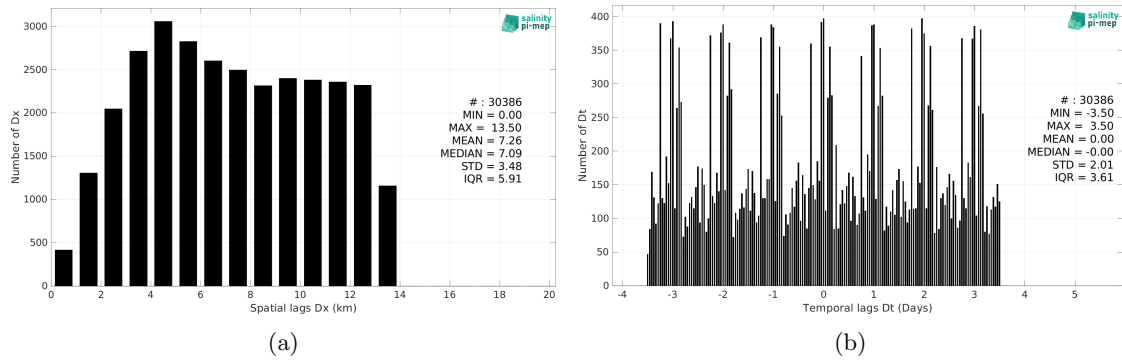 salinity
pi-mep
3000
2500
2000
1500
1000
500
0
Number of Dx
# : 30386
MIN = 0.00
MAX = 13.50
MEAN = 7.26
MEDIAN = 7.09
STD = 3.48
IQR = 5.91
0 2 4 6 8 10 12 14 16 18 20
Spatial lags Dx (km)
(a)
salinity
pi-mep
400
350
300
250
200
150
100
50
0
Number of Dt
# : 30386
MIN = -3.50
MAX = 3.50
MEAN = 0.00
MEDIAN = -0.00
STD = 2.01
IQR = 3.61
-4 -3 -2 -1 0 1 2 3 4 5
Temporal lags Dt (Days)
(b)